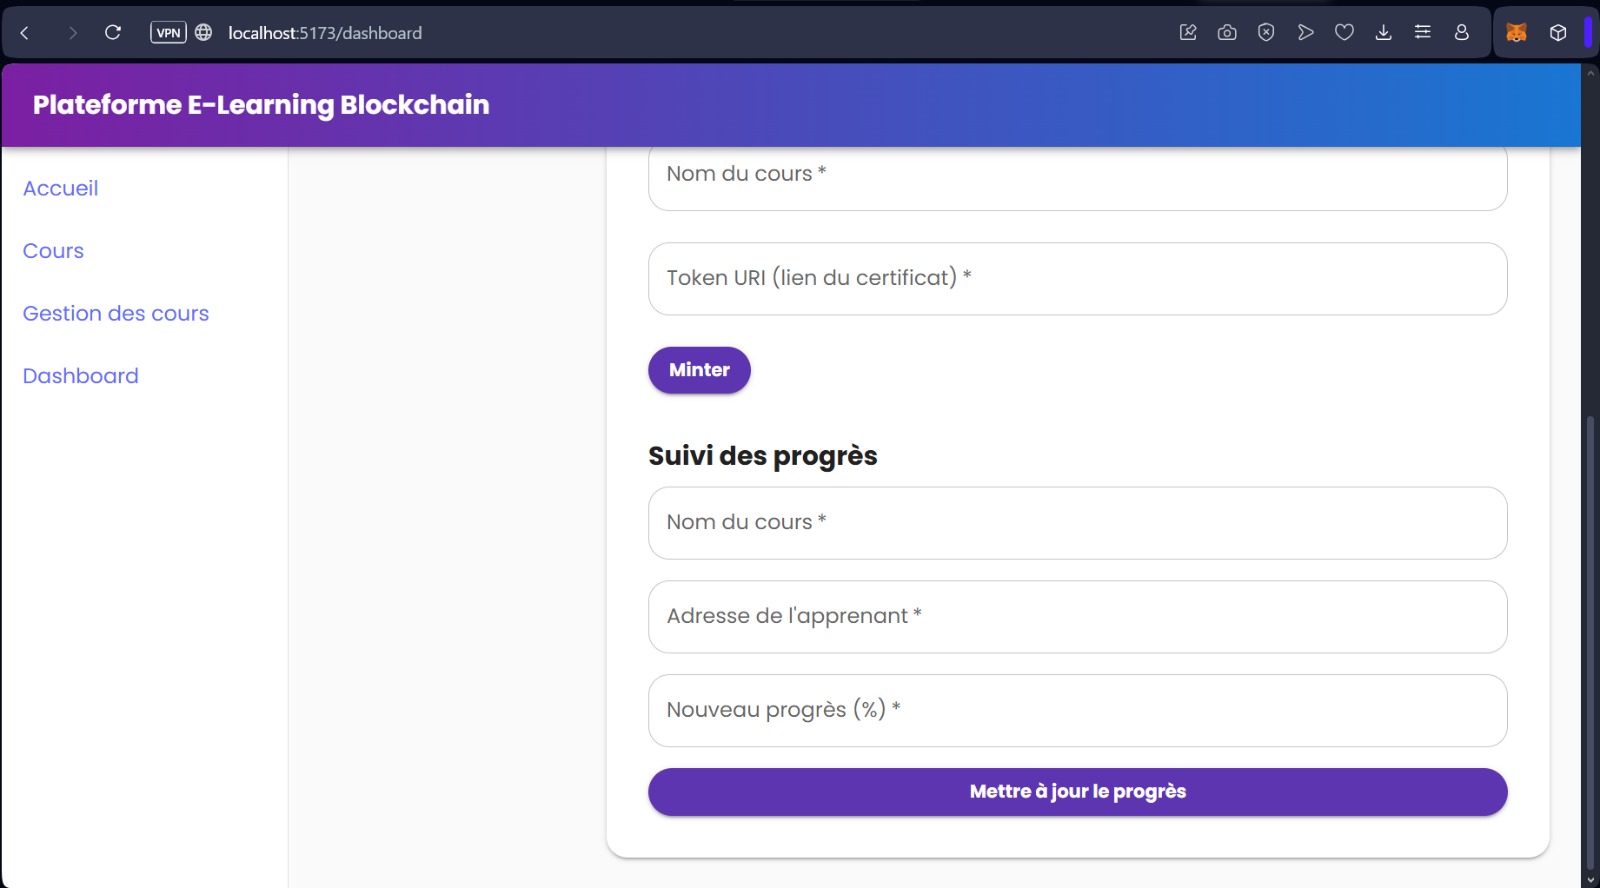 VPN
localhost:5173/dashboard
Plateforme E-Learning Blockchain
Accueil
Cours
Gestion des cours
Dashboard
Nom du cours *
Token URI (lien du certificat) *
Minter
Suivi des progrès
Nom du cours *
Adresse de l'apprenant *
Nouveau progrès (%) *
Mettre à jour le progrès